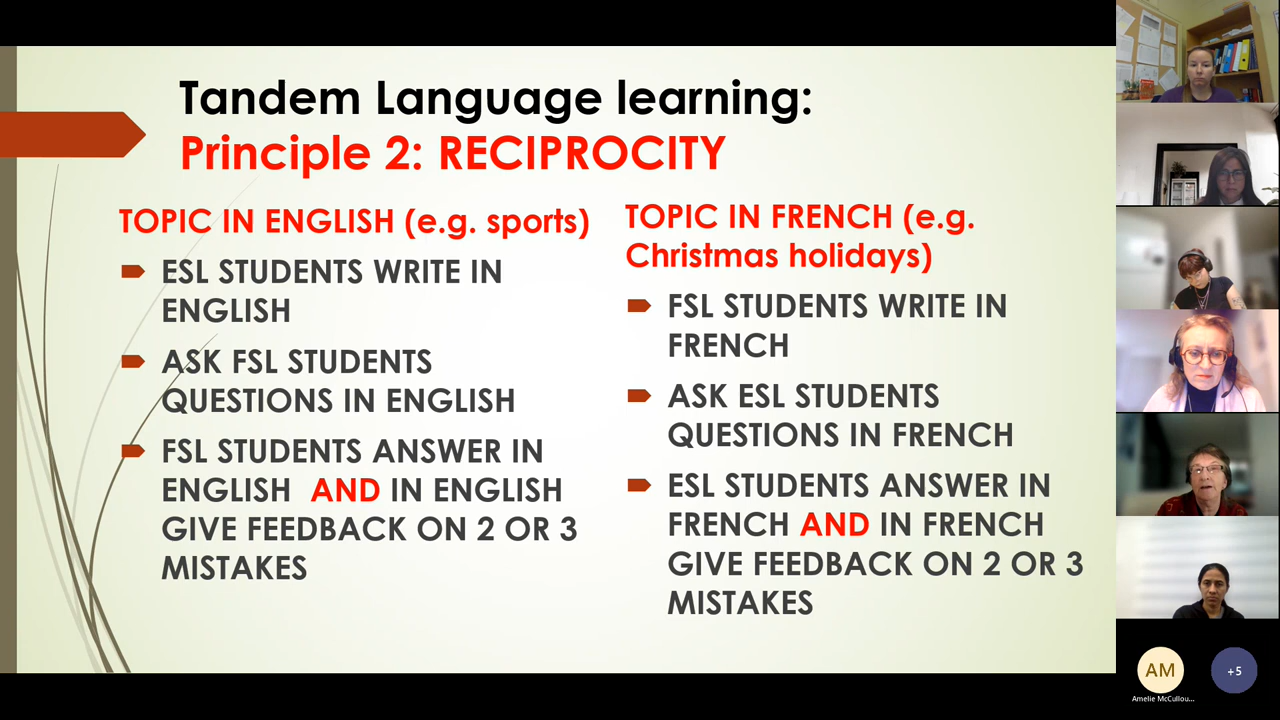 Tandem Language learning:
Principle 2: RECIPROCITY
TOPIC IN ENGLISH (e.g. sports)
ESL STUDENTS WRITE IN
ENGLISH
ASK FSL STUDENTS
QUESTIONS IN ENGLISH
FSL STUDENTS ANSWER IN
ENGLISH AND IN ENGLISH
GIVE FEEDBACK ON 2 OR 3
MISTAKES
TOPIC IN FRENCH (e.g.
Christmas holidays)
FSL STUDENTS WRITE IN
FRENCH
ASK ESL STUDENTS
QUESTIONS IN FRENCH
ESL STUDENTS ANSWER IN
FRENCH AND IN FRENCH
GIVE FEEDBACK ON 2 OR 3
MISTAKES
AM
+5
Amelie McCullou...